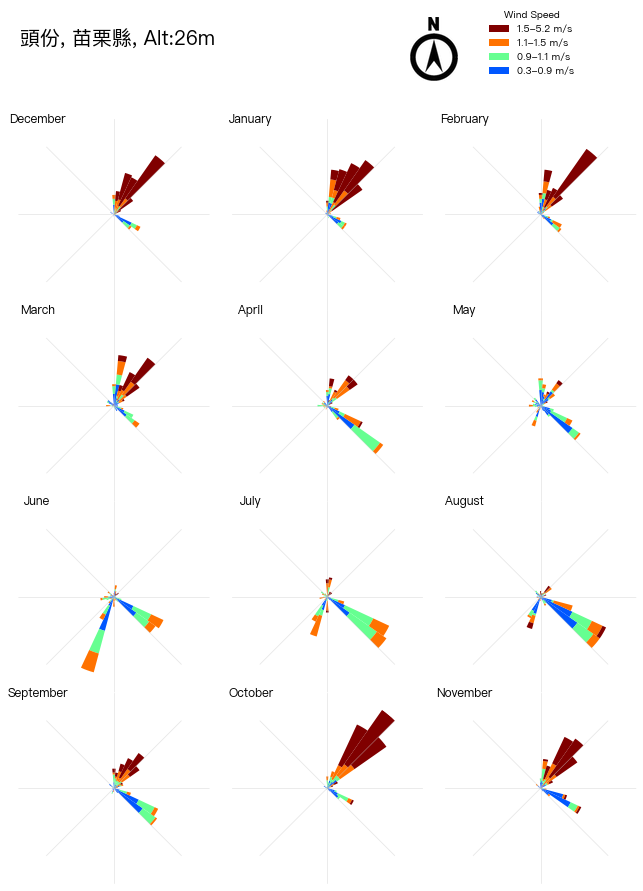 頭份, 苗栗縣, Alt:26m
N
Wind Speed
1.5–5.2 m/s
1.1–1.5 m/s
0.9–1.1 m/s
0.3–0.9 m/s
December
January
February
March
April
May
June
July
August
September
October
November